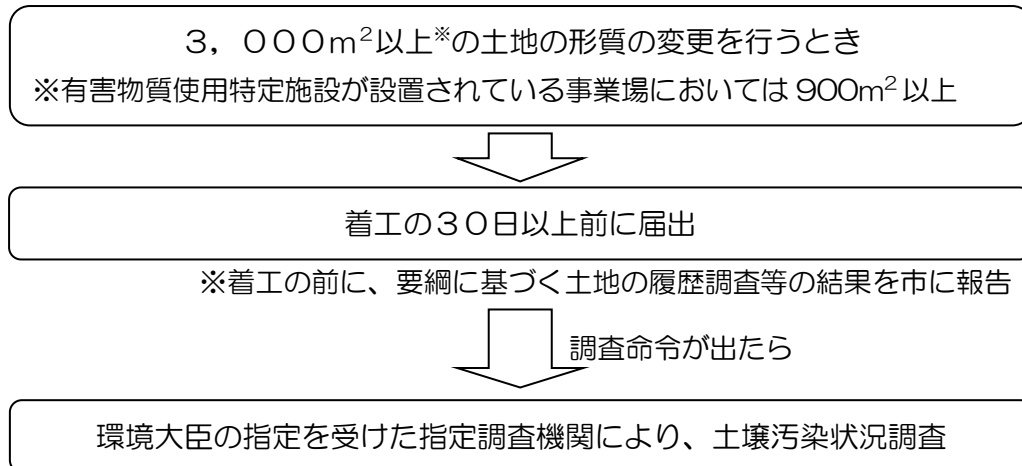 3，000m²以上※の土地の形質の変更を行うとき
※有害物質使用特定施設が設置されている事業場においては900m²以上
着工の30日以上前に届出
※着工の前に、要綱に基づく土地の履歴調査等の結果を市に報告
調査命令が出たら
環境大臣の指定を受けた指定調査機関により、土壌汚染状況調査